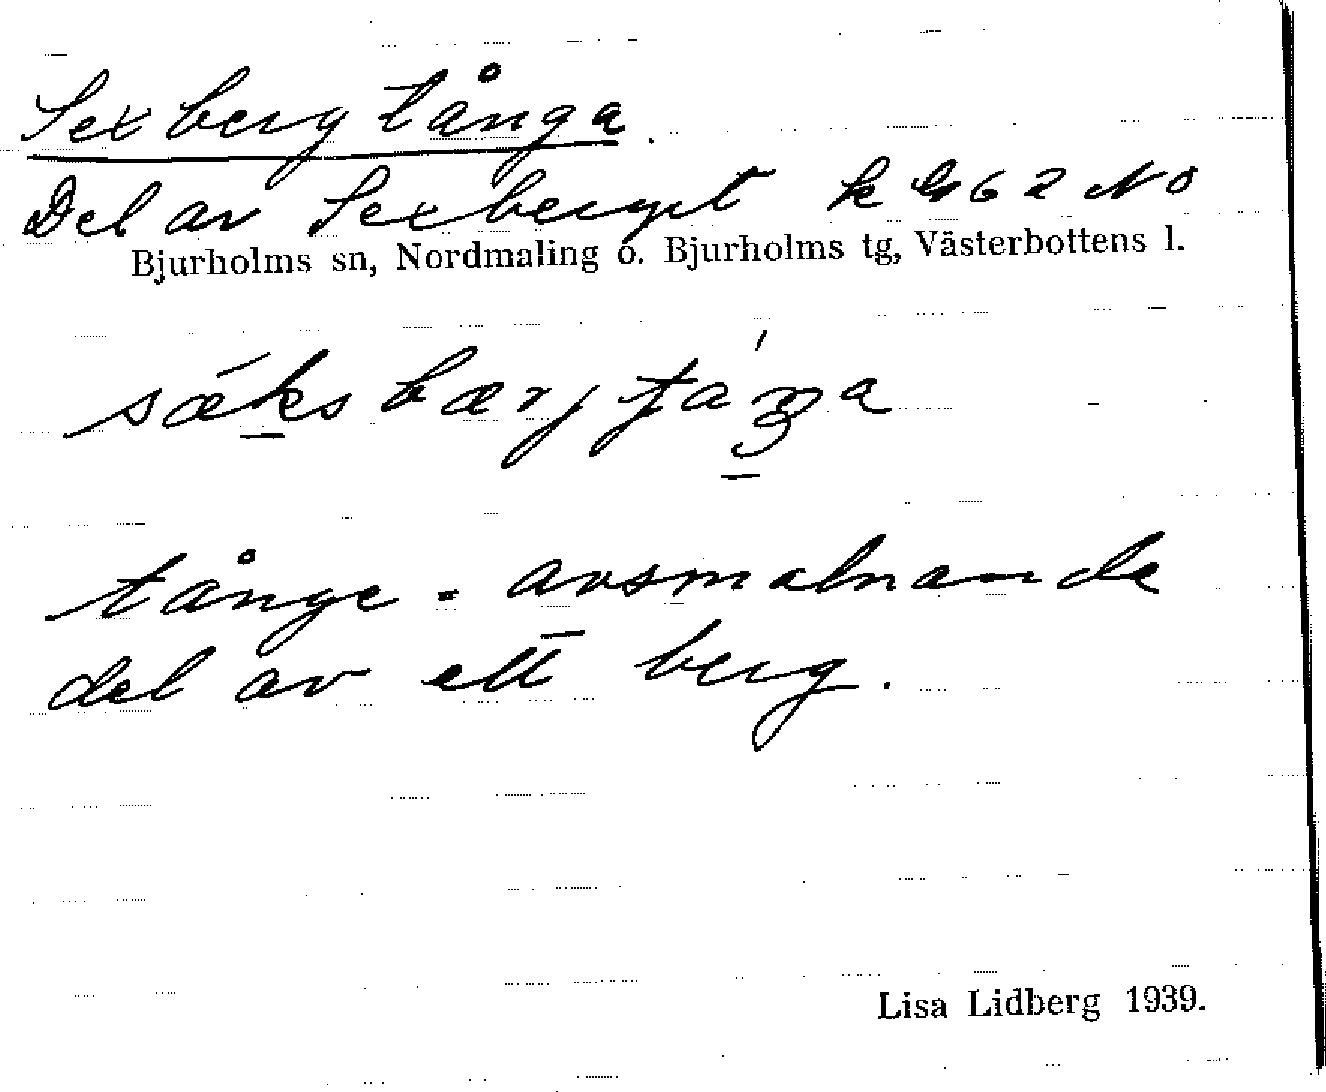 Sexbergtånga.
Del av Sexberget k 462 NO
Bjurholms sn, Nordmaling o. Bjurholms tg, Västerbottens l.
tånge = avsmalnande
del av ett berg.
Lisa Lidberg 1939.